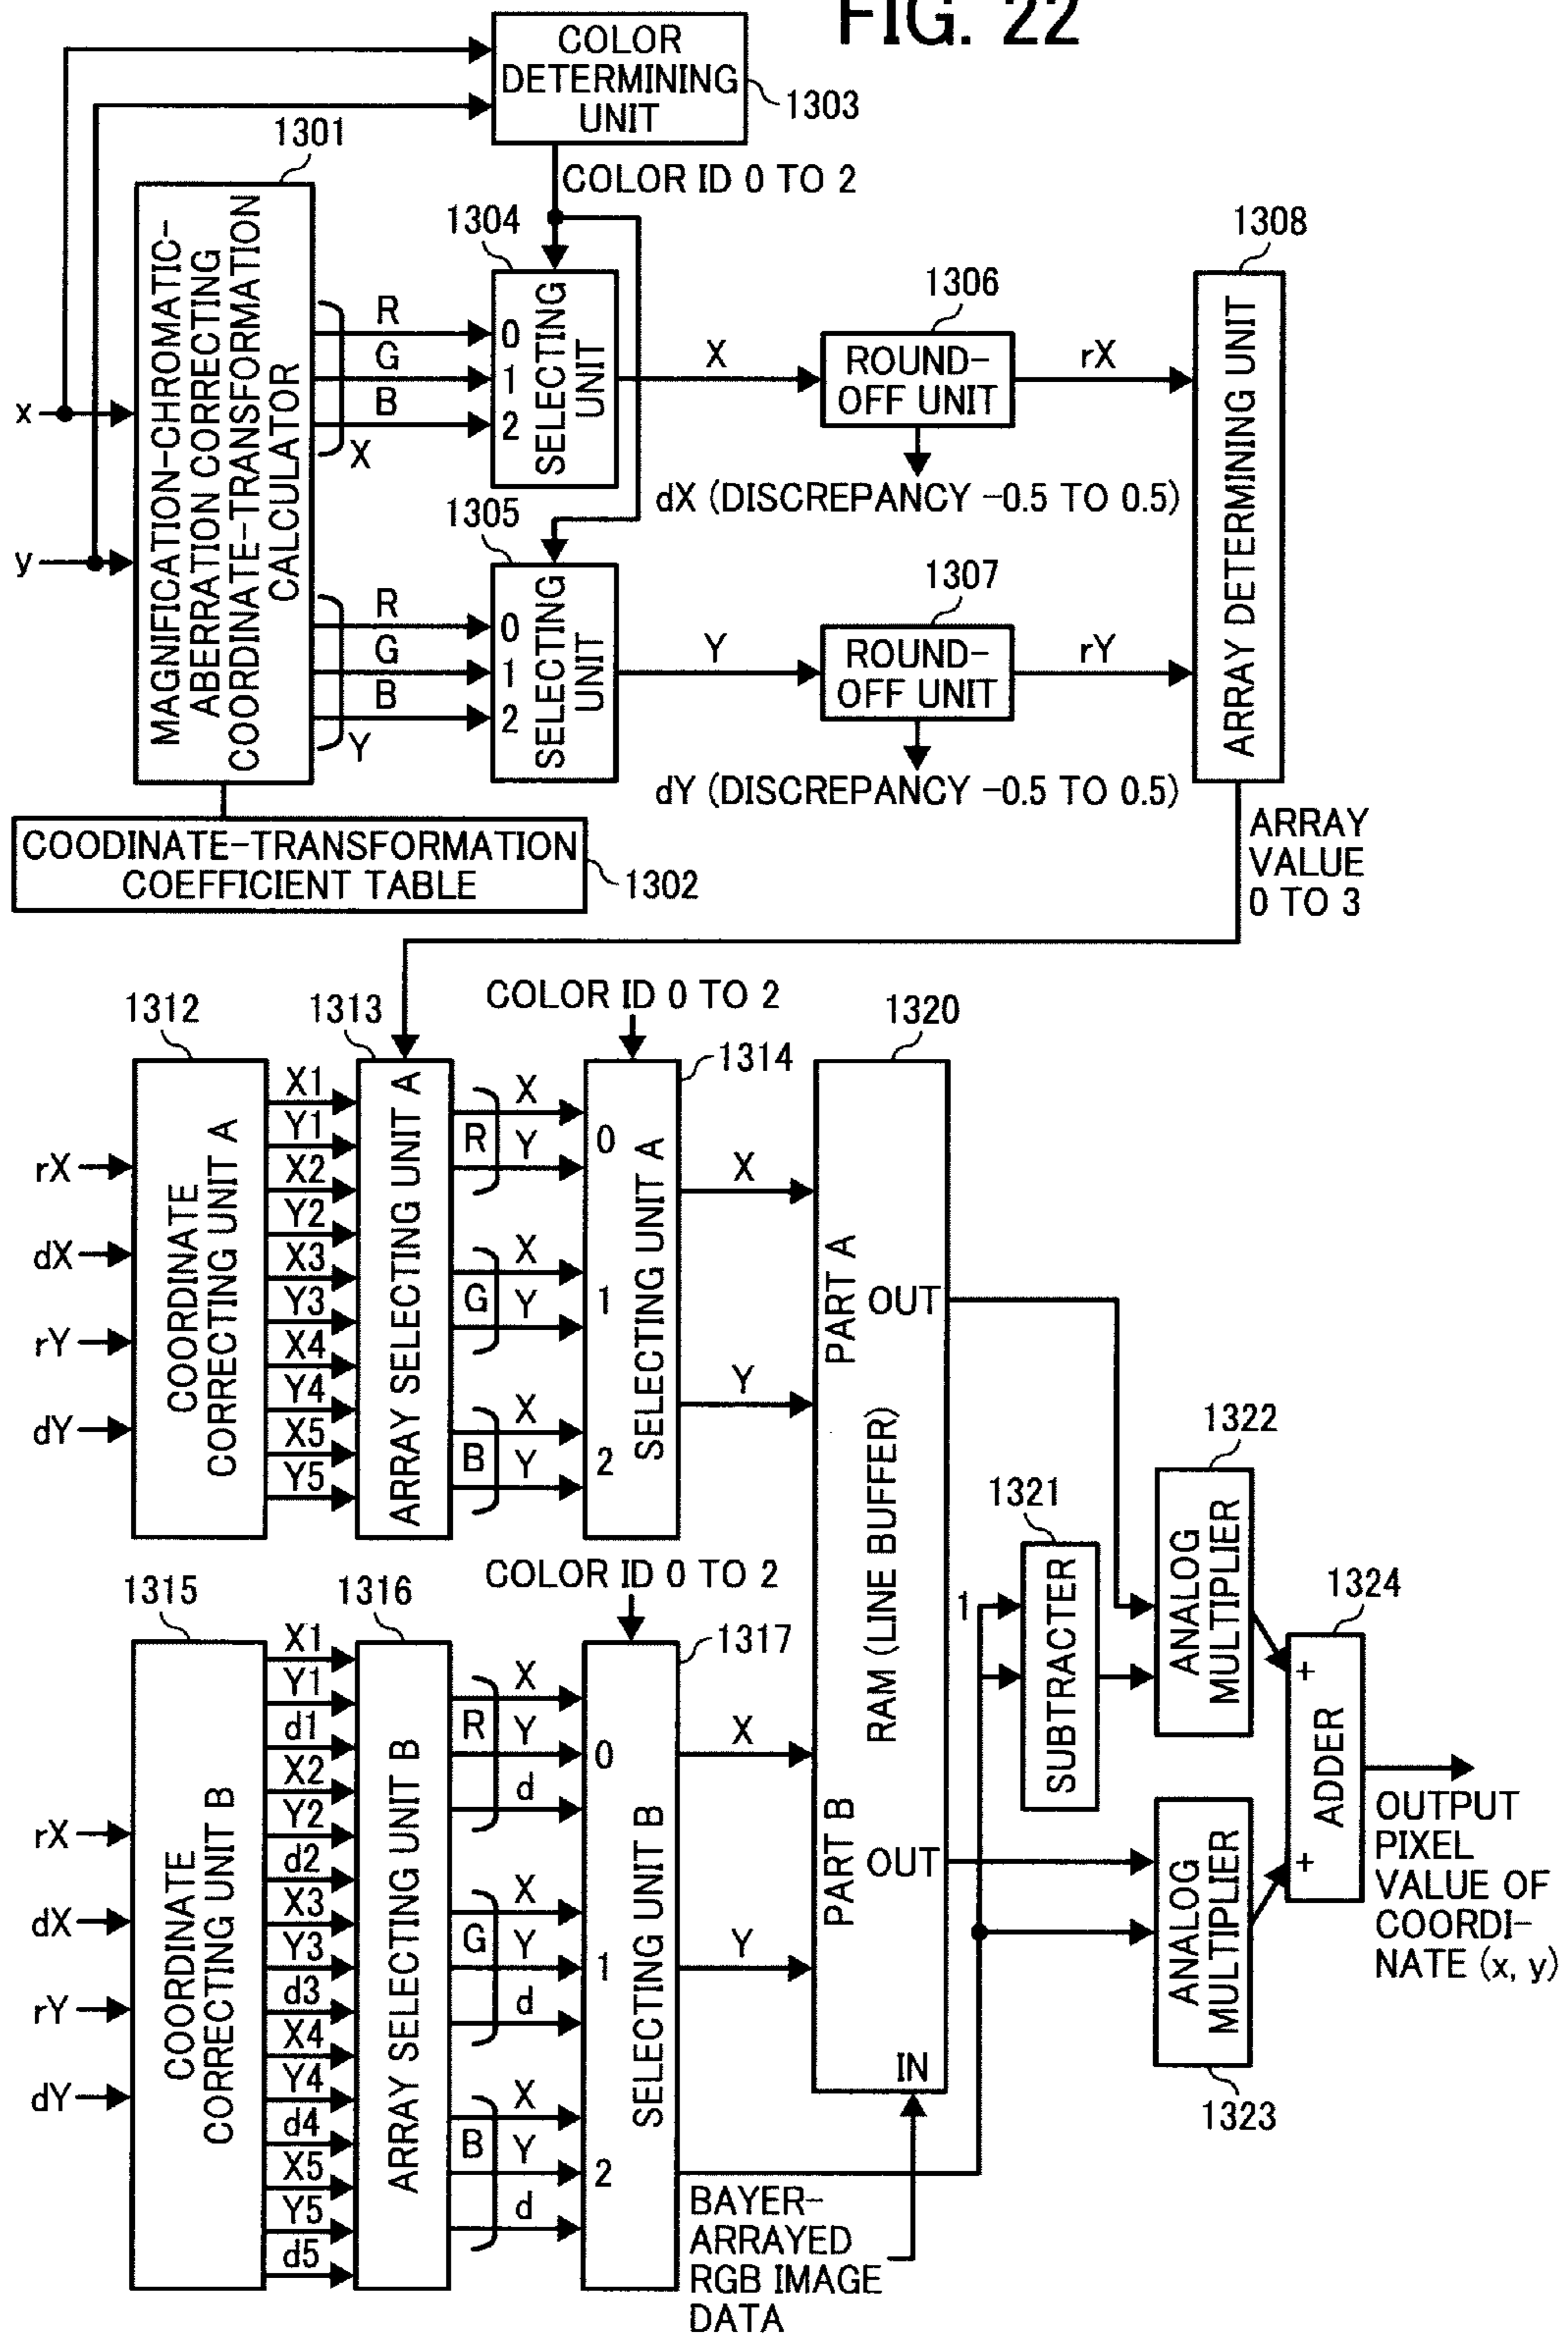 FIG. 22
COLOR
DETERMINING
UNIT
1303
1301
COLOR ID 0 TO 2
MAGNIFICATION-CHROMATIC-
ABERRATION CORRECTING
COORDINATE-TRANSFORMATION
CALCULATOR
x
y
R
G
B
X
R
G
B
Y
1304
0
1
2
SELECTING
UNIT
1305
0
1
2
SELECTING
UNIT
X
1306
ROUND-
OFF UNIT
rX
dX (DISCREPANCY -0.5 TO 0.5)
Y
1307
ROUND-
OFF UNIT
rY
dY (DISCREPANCY -0.5 TO 0.5)
1308
ARRAY DETERMINING UNIT
ARRAY
VALUE
0 TO 3
COODINATE-TRANSFORMATION
COEFFICIENT TABLE
1302
1312
rX
dX
rY
dY
COORDINATE
CORRECTING UNIT A
X1
Y1
X2
Y2
X3
Y3
X4
Y4
X5
Y5
1313
ARRAY SELECTING UNIT A
R
X
Y
G
X
Y
B
X
Y
COLOR ID 0 TO 2
1314
0
1
2
SELECTING UNIT A
X
Y
1320
PART A
OUT
RAM (LINE BUFFER)
PART B
OUT
IN
1315
rX
dX
rY
dY
COORDINATE
CORRECTING UNIT B
X1
Y1
d1
X2
Y2
d2
X3
Y3
d3
X4
Y4
d4
X5
Y5
d5
1316
ARRAY SELECTING UNIT B
R
X
Y
d
G
X
Y
d
B
X
Y
d
COLOR ID 0 TO 2
1317
0
1
2
SELECTING UNIT B
X
Y
BAYER-
ARRAYED
RGB IMAGE
DATA
1
1321
SUBTRACTER
1322
ANALOG
MULTIPLIER
ANALOG
MULTIPLIER
1323
1324
+
+
ADDER
OUTPUT
PIXEL
VALUE OF
COORDI-
NATE (x, y)